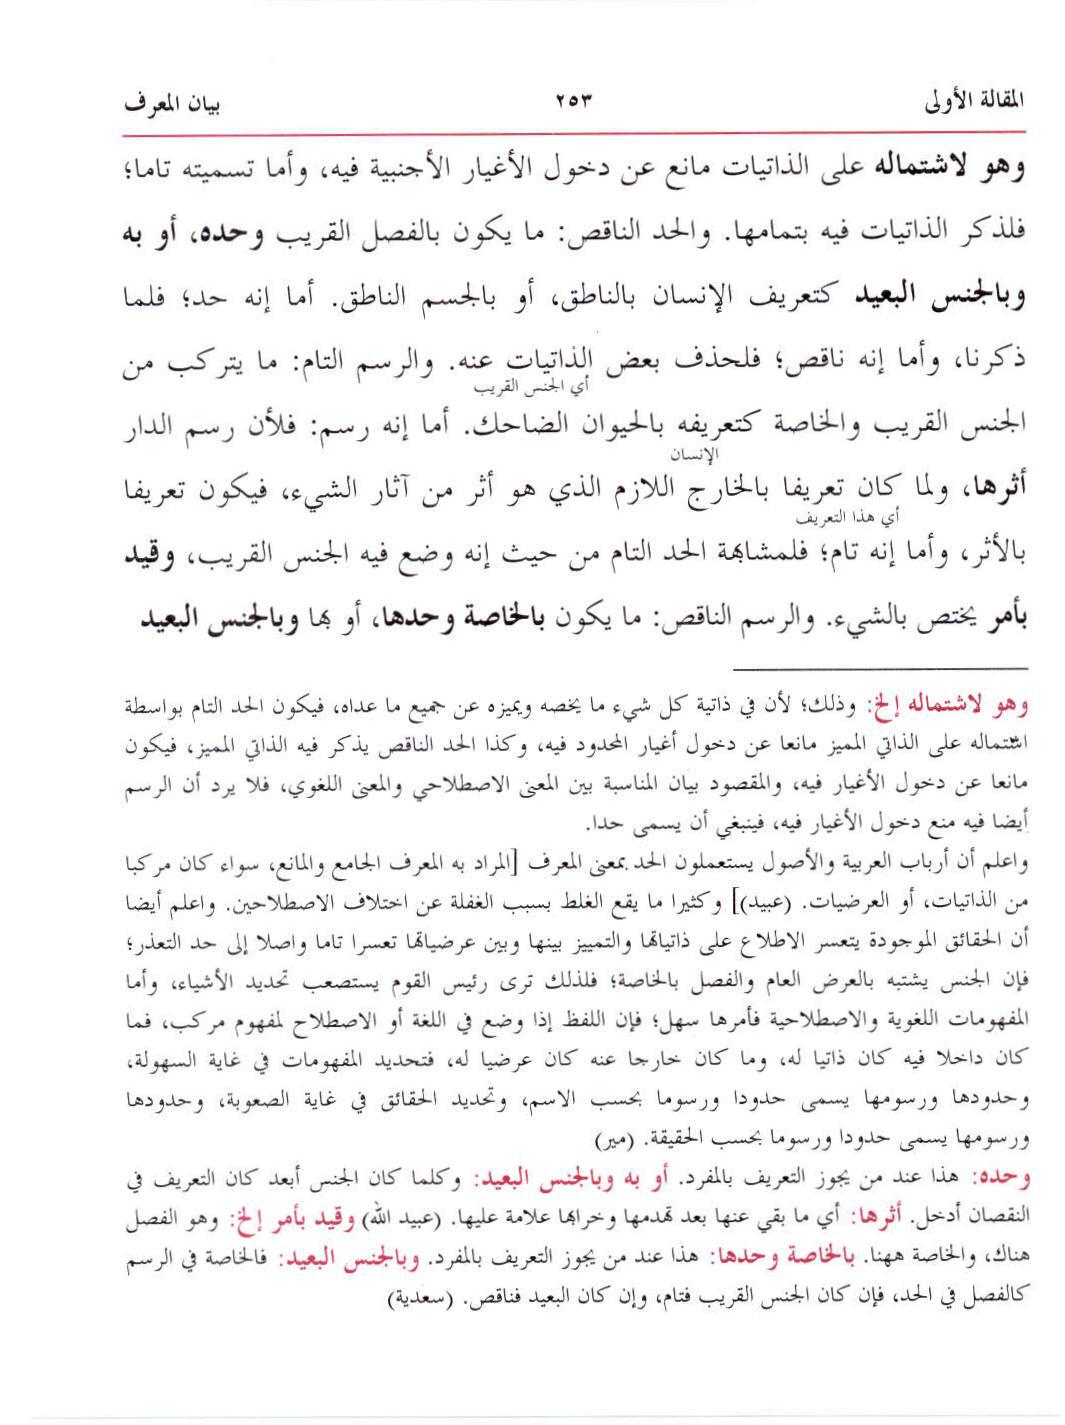 المقالة الأولى ٢٥٣ بيان المعرف
وهو لاشتماله على الذاتيات مانع عن دخول الأغيار الأجنبية فيه، وأما تسميته تاما؛
فلذكر الذاتيات فيه بتمامها. والحد الناقص: ما يكون بالفصل القريب وحده، أو به
وبالجنس البعيد كتعريف الإنسان بالناطق، أو بالجسم الناطق. أما إنه حد؛ فلما
ذكرنا، وأما إنه ناقص؛ فلحذف بعض الذاتيات عنه. والرسم التام: ما يتركب من
أي الجنس القريب
الجنس القريب والخاصة كتعريفه بالحيوان الضاحك. أما إنه رسم: فلأن رسم الدار
الإنسان
أثرها، ولما كان تعريفا بالخارج اللازم الذي هو أثر من آثار الشيء، فيكون تعريفا
أي هذا التعريف
بالأثر، وأما إنه تام؛ فلمشابهة الحد التام من حيث إنه وضع فيه الجنس القريب، وقيد
بأمر يختص بالشيء. والرسم الناقص: ما يكون بالخاصة وحدها، أو بها وبالجنس البعيد
وهو لاشتماله إلخ: وذلك؛ لأن في ذاتية كل شيء ما يخصه ويميزه عن جميع ما عداه، فيكون الحد التام بواسطة
اشتماله على الذاتي المميز مانعا عن دخول أغيار المحدود فيه، وكذا الحد الناقص يذكر فيه الذاتي المميز، فيكون
مانعا عن دخول الأغيار فيه، والمقصود بيان المناسبة بين المعنى الاصطلاحي والمعنى اللغوي، فلا يرد أن الرسم
أيضا فيه منع دخول الأغيار فيه، فينبغي أن يسمى حدا.
واعلم أن أرباب العربية والأصول يستعملون الحد بمعنى المعرف [المراد به المعرف الجامع والمانع، سواء كان مركبا
من الذاتيات، أو العرضيات. (عبيد)] وكثيرا ما يقع الغلط بسبب الغفلة عن اختلاف الاصطلاحين. واعلم أيضا
أن الحقائق الموجودة يتعسر الاطلاع على ذاتياتها والتمييز بينها وبين عرضياتها تعسرا تاما واصلا إلى حد التعذر؛
فإن الجنس يشتبه بالعرض العام والفصل بالخاصة؛ فلذلك ترى رئيس القوم يستصعب تحديد الأشياء، وأما
المفهومات اللغوية والاصطلاحية فأمرها سهل؛ فإن اللفظ إذا وضع في اللغة أو الاصطلاح لمفهوم مركب، فما
كان داخلا فيه كان ذاتيا له، وما كان خارجا عنه كان عرضيا له، فتحديد المفهومات في غاية السهولة،
وحدودها ورسومها يسمى حدودا ورسوما بحسب الاسم، وتحديد الحقائق في غاية الصعوبة، وحدودها
ورسومها يسمى حدودا ورسوما بحسب الحقيقة. (مير)
وحده: هذا عند من يجوز التعريف بالمفرد. أو به وبالجنس البعيد: وكلما كان الجنس أبعد كان التعريف في
النقصان أدخل. أثرها: أي ما بقي عنها بعد تهدمها وخرابها علامة عليها. (عبيد الله) وقيد بأمر إلخ: وهو الفصل
هناك، والخاصة ههنا. بالخاصة وحدها: هذا عند من يجوز التعريف بالمفرد. وبالجنس البعيد: فالخاصة في الرسم
كالفصل في الحد، فإن كان الجنس القريب فتام، وإن كان البعيد فناقص. (سعدية)